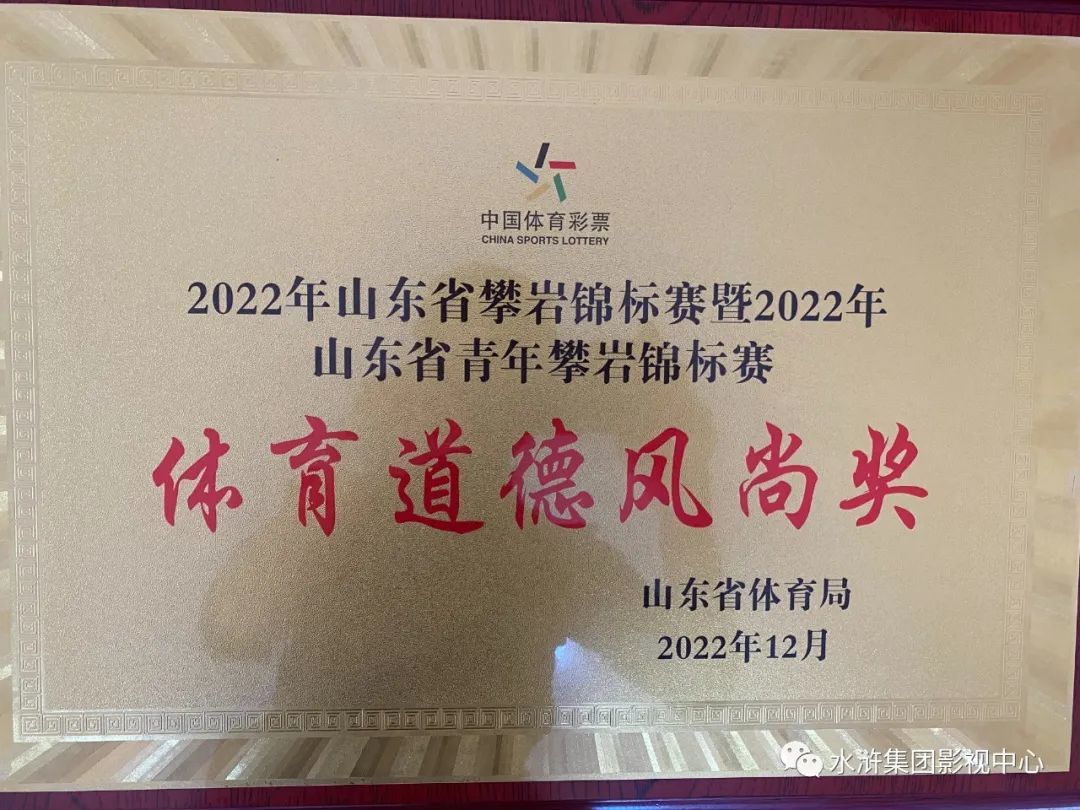 中国体育彩票
CHINA SPORTS LOTTERY
2022年山东省攀岩锦标赛暨2022年
山东省青年攀岩锦标赛
体育道德风尚奖
山东省体育局
2022年12月
水浒集团影视中心